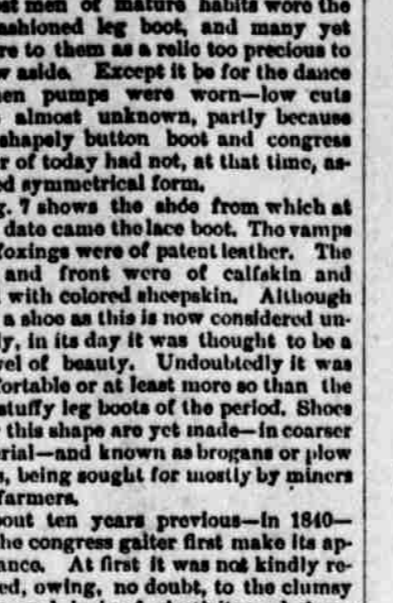 st men of mature habits wore the
ashioned leg boot, and many yet
re to them as a relic too precious to
w aside. Except it be for the dance
en pumps were worn—low cuts
almost unknown, partly because
shapely button boot and congress
r of today had not, at that time, as-
ed symmetrical form.
g. 7 shows the shoe from which at
date came the lace boot. The vamps
foxings were of patent leather. The
and front were of calfskin and
with colored sheepskin. Although
a shoe as this is now considered un-
ly, in its day it was thought to be a
vel of beauty. Undoubtedly it was
fortable or at least more so than the
stuffy leg boots of the period. Shoes
this shape are yet made—in coarser
rial—and known as brogans or plow
s, being sought for mostly by miners
farmers.
out ten years previous—in 1840—
he congress gaiter first make its ap-
ance. At first it was not kindly re-
ed, owing, no doubt, to the clumsy